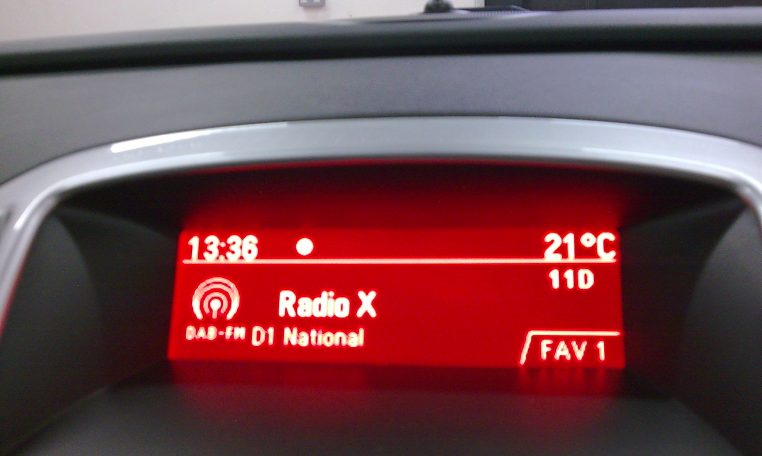 13:36 21°C
11D
Radio X
DAB-FM D1 National
FAV 1